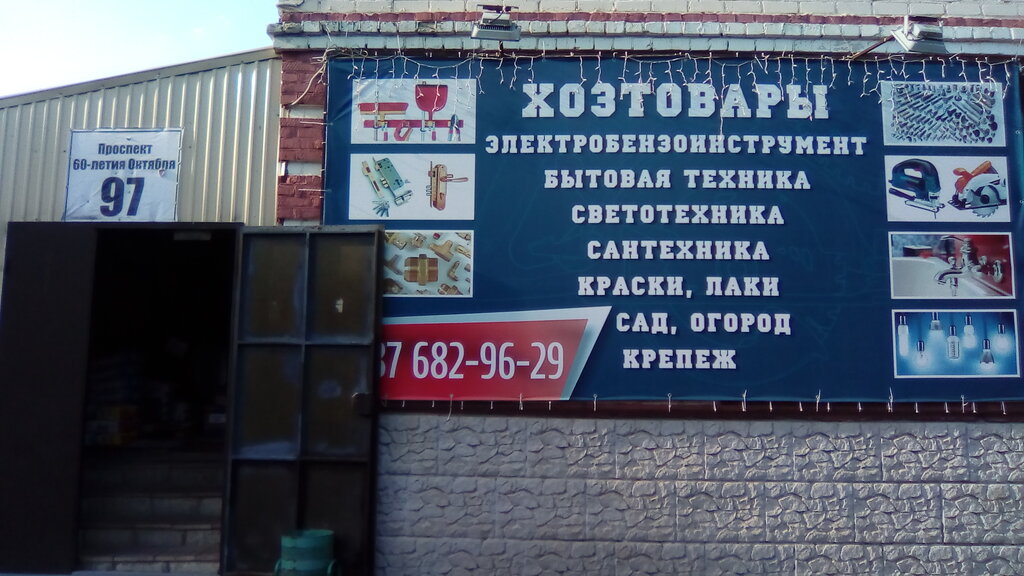 Проспект
60-летия Октября
97
ХОЗТОВАРЫ
ЭЛЕКТРОБЕНЗОИНСТРУМЕНТ
БЫТОВАЯ ТЕХНИКА
СВЕТОТЕХНИКА
САНТЕХНИКА
КРАСКИ, ЛАКИ
САД, ОГОРОД
КРЕПЕЖ
37 682-96-29